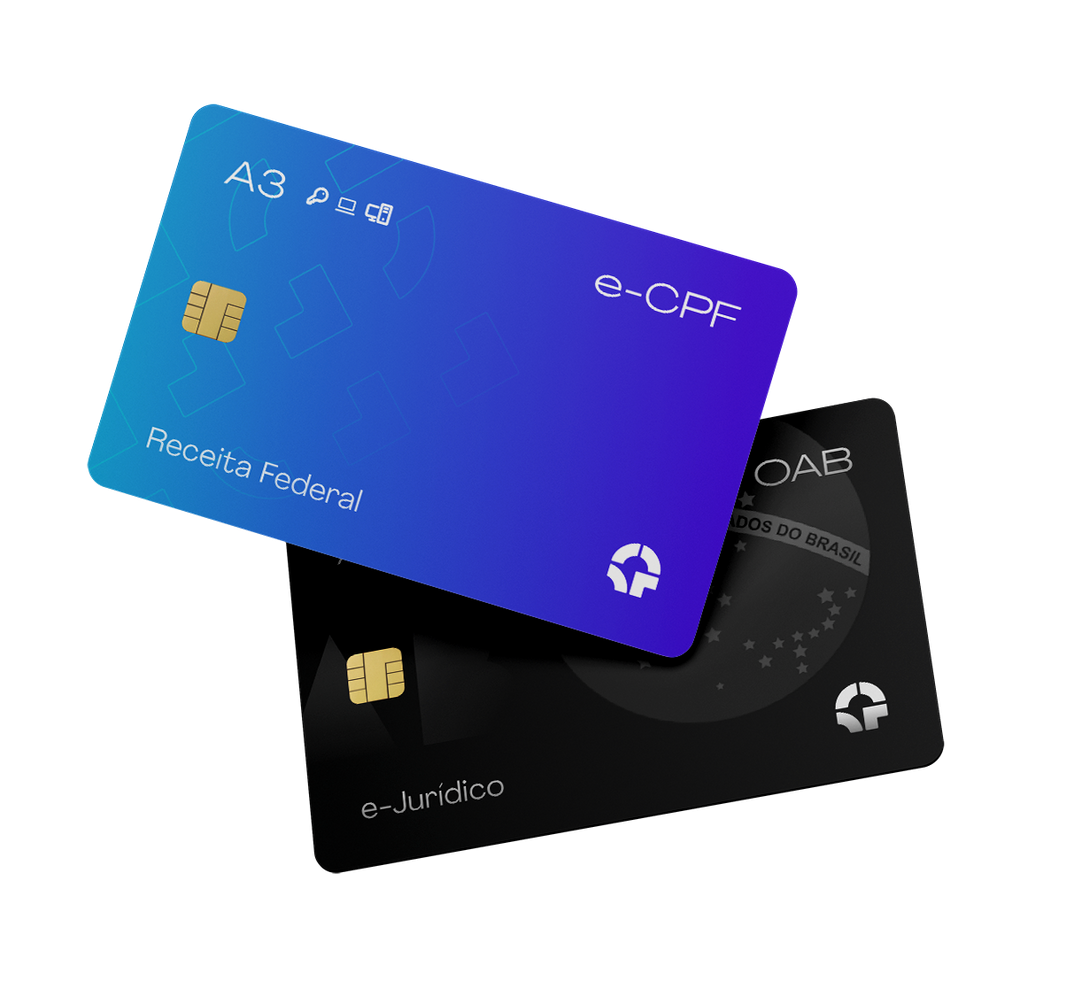 A3
e-CPF
Receita Federal
OAB
ADOS DO BRASIL
e-Jurídico